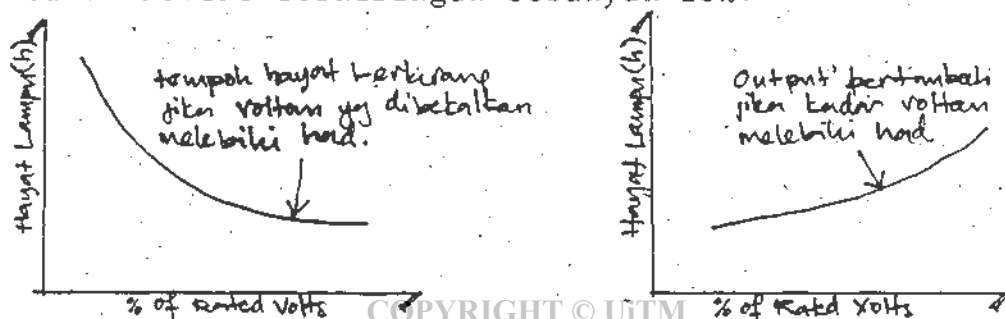 Hayat Lampu (h)
tempoh hayat berkurang
jika voltan yg dibekalkan
melebihi had.
% of Rated Volts
Hayat Lampu (h)
Output bertambah
jika kadar voltan
melebihi had
% of Rated Volts
COPYRIGHT © UiTM